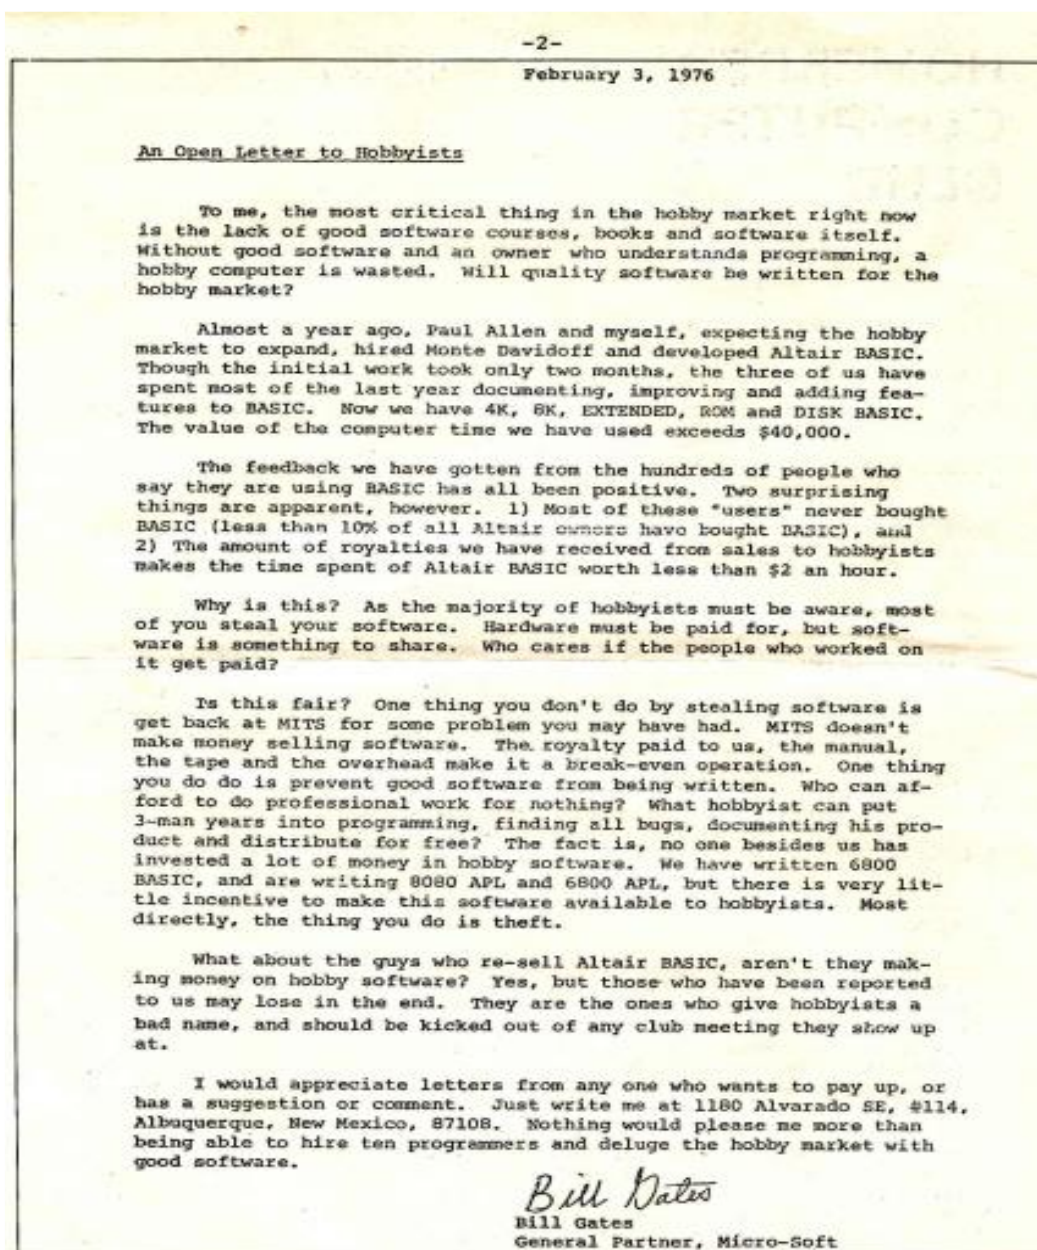 -2-
February 3, 1976
An Open Letter to Hobbyists
To me, the most critical thing in the hobby market right now
is the lack of good software courses, books and software itself.
Without good software and an owner who understands programming, a
hobby computer is wasted. Will quality software be written for the
hobby market?
Almost a year ago, Paul Allen and myself, expecting the hobby
market to expand, hired Monte Davidoff and developed Altair BASIC.
Though the initial work took only two months, the three of us have
spent most of the last year documenting, improving and adding fea-
tures to BASIC. Now we have 4K, 8K, EXTENDED, ROM and DISK BASIC.
The value of the computer time we have used exceeds $40,000.
The feedback we have gotten from the hundreds of people who
say they are using BASIC has all been positive. Two surprising
things are apparent, however. 1) Most of these "users" never bought
BASIC (less than 10% of all Altair owners have bought BASIC), and
2) The amount of royalties we have received from sales to hobbyists
makes the time spent of Altair BASIC worth less than $2 an hour.
Why is this? As the majority of hobbyists must be aware, most
of you steal your software. Hardware must be paid for, but soft-
ware is something to share. Who cares if the people who worked on
it get paid?
Is this fair? One thing you don't do by stealing software is
get back at MITS for some problem you may have had. MITS doesn't
make money selling software. The royalty paid to us, the manual,
the tape and the overhead make it a break-even operation. One thing
you do do is prevent good software from being written. Who can af-
ford to do professional work for nothing? What hobbyist can put
3-man years into programming, finding all bugs, documenting his pro-
duct and distribute for free? The fact is, no one besides us has
invested a lot of money in hobby software. We have written 6800
BASIC, and are writing 8080 APL and 6800 APL, but there is very lit-
tle incentive to make this software available to hobbyists. Most
directly, the thing you do is theft.
What about the guys who re-sell Altair BASIC, aren't they mak-
ing money on hobby software? Yes, but those who have been reported
to us may lose in the end. They are the ones who give hobbyists a
bad name, and should be kicked out of any club meeting they show up
at.
I would appreciate letters from any one who wants to pay up, or
has a suggestion or comment. Just write me at 1180 Alvarado SE, #114,
Albuquerque, New Mexico, 87108. Nothing would please me more than
being able to hire ten programmers and deluge the hobby market with
good software.
Bill Gates
Bill Gates
General Partner, Micro-Soft